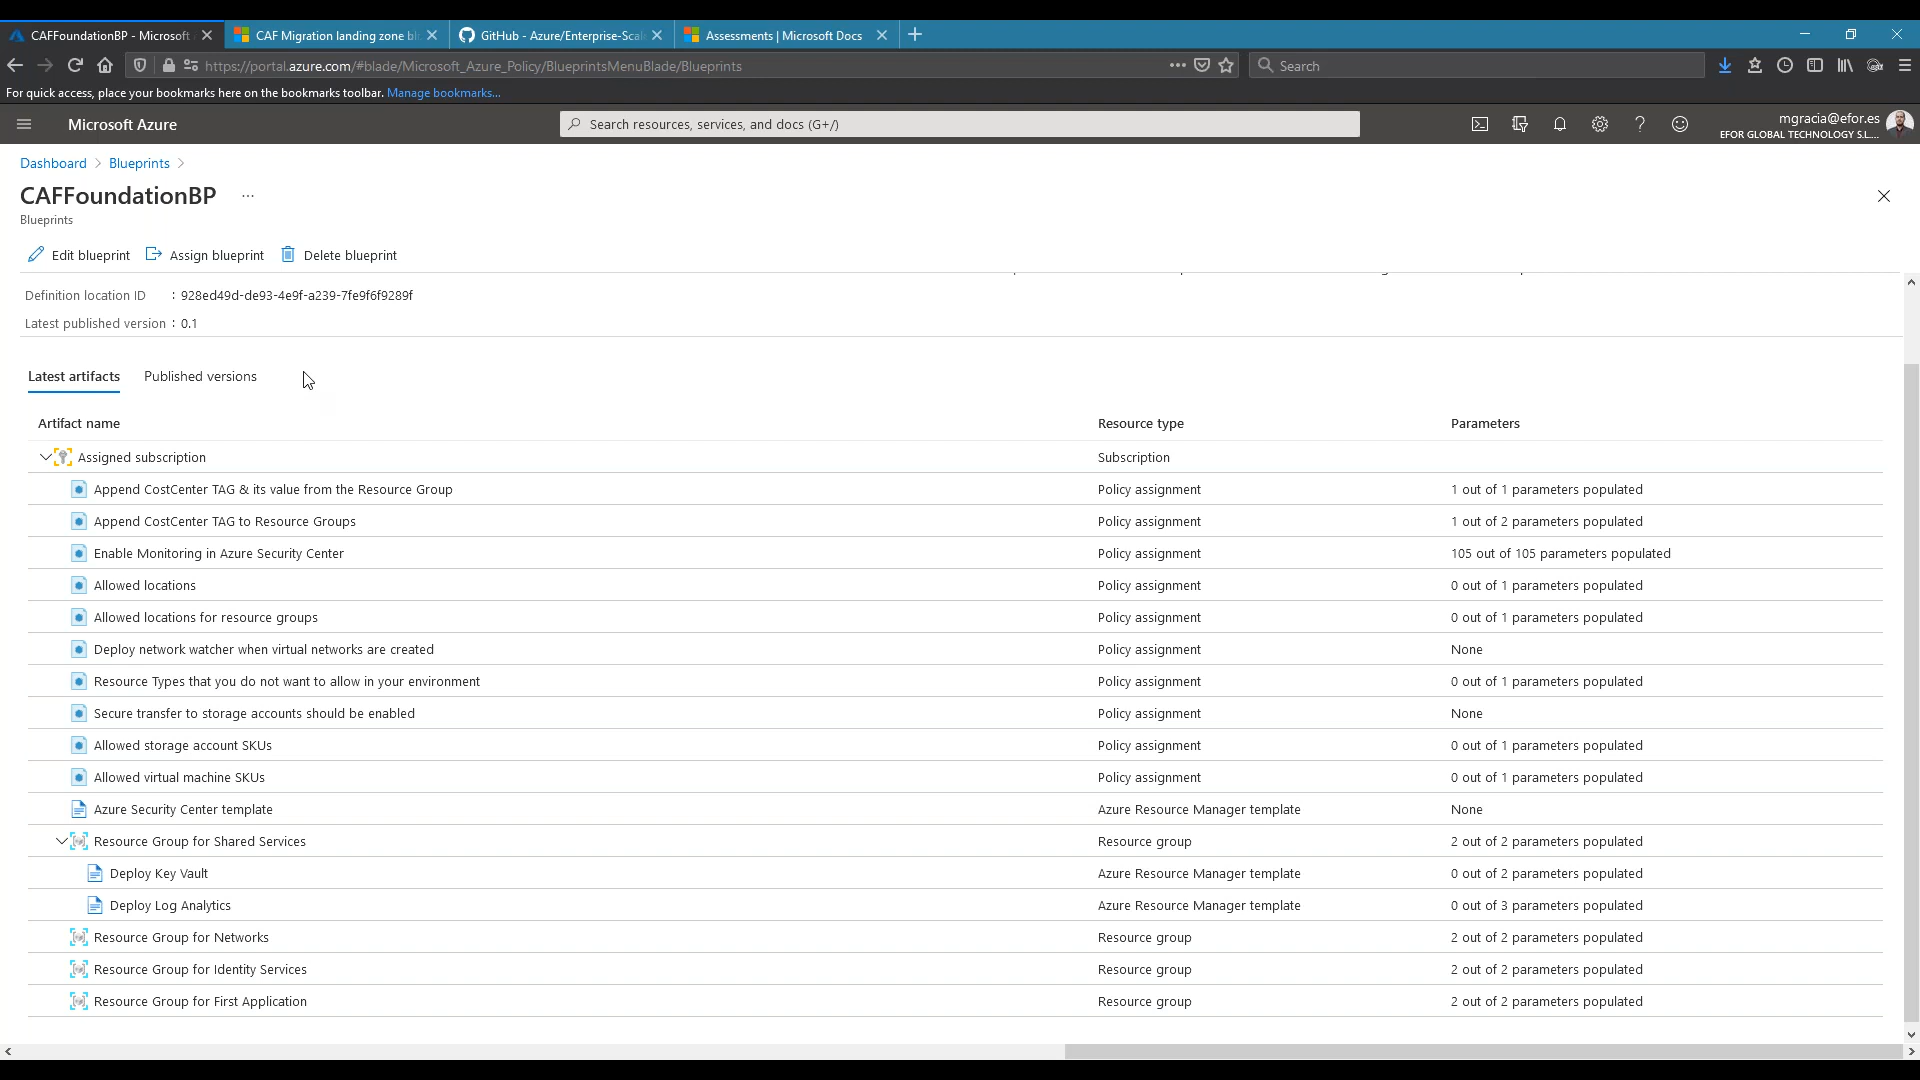 CAFFoundationBP - Microsoft
CAF Migration landing zone bl
GitHub - Azure/Enterprise-Scal
Assessments | Microsoft Docs
https://portal.azure.com/#blade/Microsoft_Azure_Policy/BlueprintsMenuBlade/Blueprints
Search
For quick access, place your bookmarks here on the bookmarks toolbar. Manage bookmarks...
Microsoft Azure
Search resources, services, and docs (G+/)
mgracia@efor.es
EFOR GLOBAL TECHNOLOGY S.L....
Dashboard > Blueprints >
CAFFoundationBP ...
Blueprints
Edit blueprint
Assign blueprint
Delete blueprint
Definition location ID : 928ed49d-de93-4e9f-a239-7fe9f6f9289f
Latest published version : 0.1
Latest artifacts
Published versions
Artifact name Resource type Parameters
Assigned subscription Subscription
Append CostCenter TAG & its value from the Resource Group Policy assignment 1 out of 1 parameters populated
Append CostCenter TAG to Resource Groups Policy assignment 1 out of 2 parameters populated
Enable Monitoring in Azure Security Center Policy assignment 105 out of 105 parameters populated
Allowed locations Policy assignment 0 out of 1 parameters populated
Allowed locations for resource groups Policy assignment 0 out of 1 parameters populated
Deploy network watcher when virtual networks are created Policy assignment None
Resource Types that you do not want to allow in your environment Policy assignment 0 out of 1 parameters populated
Secure transfer to storage accounts should be enabled Policy assignment None
Allowed storage account SKUs Policy assignment 0 out of 1 parameters populated
Allowed virtual machine SKUs Policy assignment 0 out of 1 parameters populated
Azure Security Center template Azure Resource Manager template None
Resource Group for Shared Services Resource group 2 out of 2 parameters populated
Deploy Key Vault Azure Resource Manager template 0 out of 2 parameters populated
Deploy Log Analytics Azure Resource Manager template 0 out of 3 parameters populated
Resource Group for Networks Resource group 2 out of 2 parameters populated
Resource Group for Identity Services Resource group 2 out of 2 parameters populated
Resource Group for First Application Resource group 2 out of 2 parameters populated